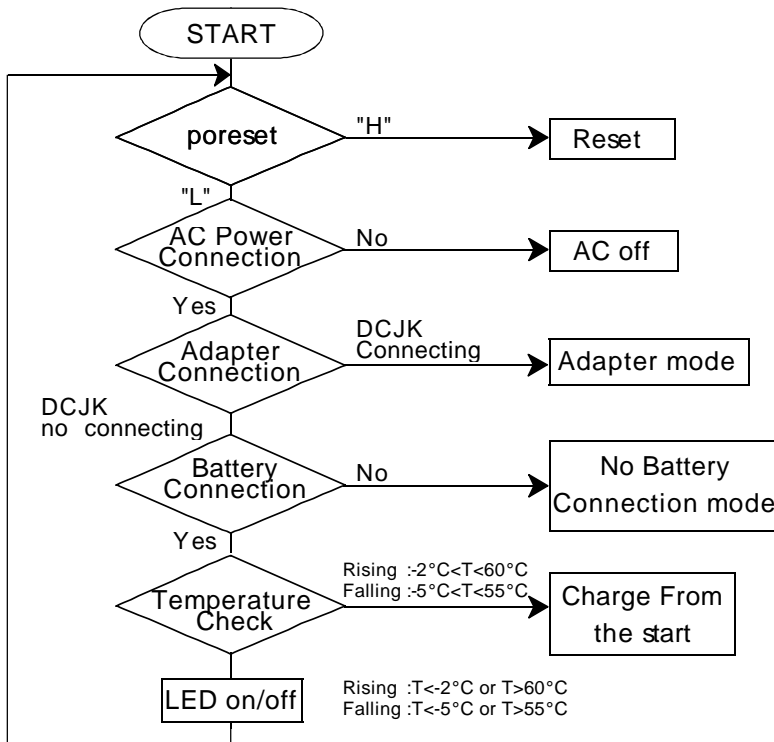 START
poreset
"H"
Reset
"L"
AC Power
Connection
No
AC off
Yes
Adapter
Connection
DCJK
Connecting
Adapter mode
DCJK
no connecting
Battery
Connection
No
No Battery
Connection mode
Yes
Temperature
Check
Rising :-2°C<T<60°C
Falling :-5°C<T<55°C
Charge From
the start
LED on/off
Rising :T<-2°C or T>60°C
Falling :T<-5°C or T>55°C